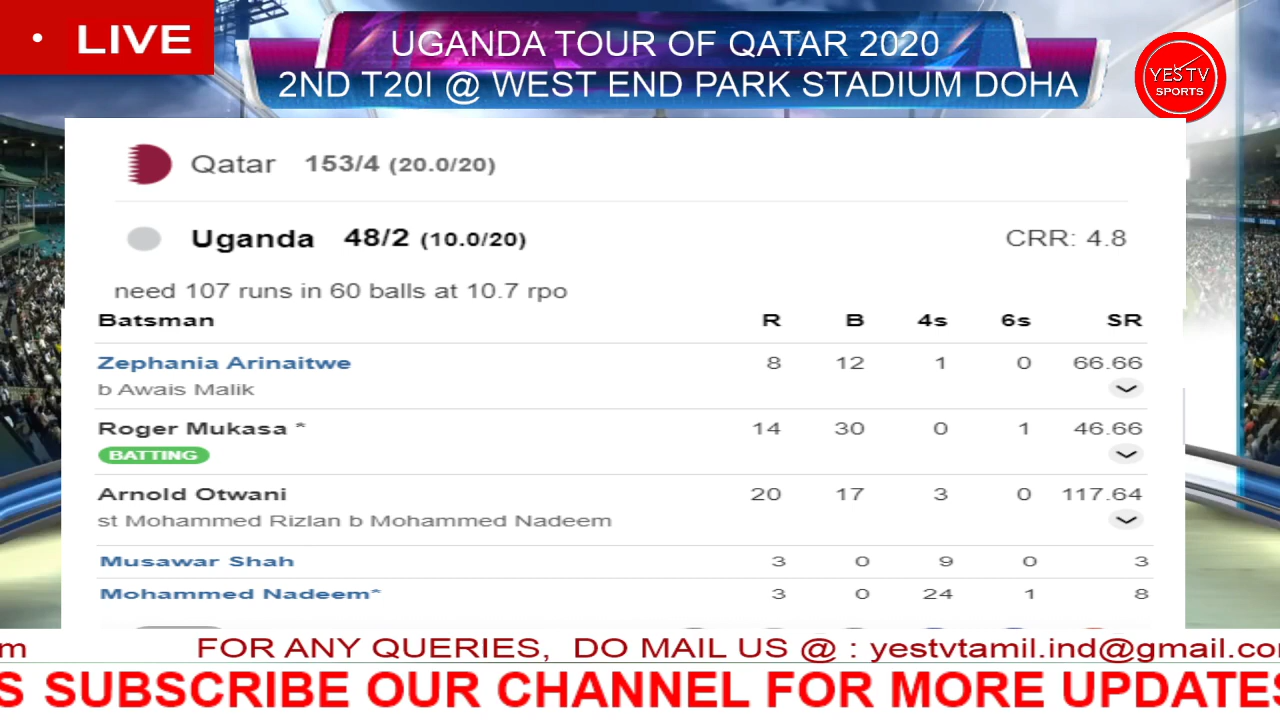 • LIVE
UGANDA TOUR OF QATAR 2020
2ND T20I @ WEST END PARK STADIUM DOHA
YES TV
SPORTS
Qatar 153/4 (20.0/20)
Uganda 48/2 (10.0/20) CRR: 4.8
need 107 runs in 60 balls at 10.7 rpo
Batsman R B 4s 6s SR
Zephania Arinaitwe 8 12 1 0 66.66
b Awais Malik
Roger Mukasa * 14 30 0 1 46.66
BATTING
Arnold Otwani 20 17 3 0 117.64
st Mohammed Rizlan b Mohammed Nadeem
Musawar Shah 3 0 9 0 3
Mohammed Nadeem* 3 0 24 1 8
m FOR ANY QUERIES, DO MAIL US @ : yestvtamil.ind@gmail.co
S SUBSCRIBE OUR CHANNEL FOR MORE UPDATES